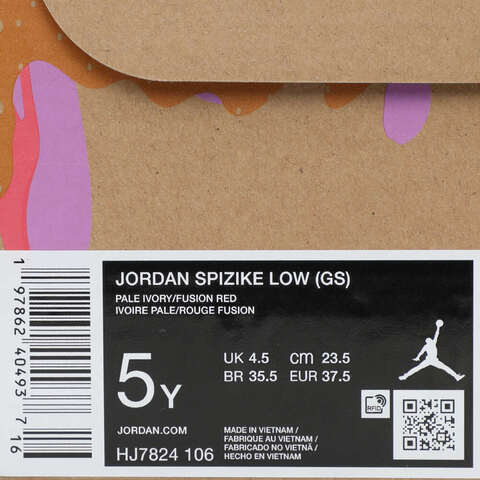 JORDAN SPIZIKE LOW (GS)
PALE IVORY/FUSION RED
IVOIRE PALE/ROUGE FUSION
5Y
UK 4.5 cm 23.5
BR 35.5 EUR 37.5
RFID
JORDAN.COM
HJ7824 106
MADE IN VIETNAM /
FABRIQUE AU VIETNAM /
FABRICADO NO VIETNÃ /
HECHO EN VIETNAM
1 97862 40493 7 16